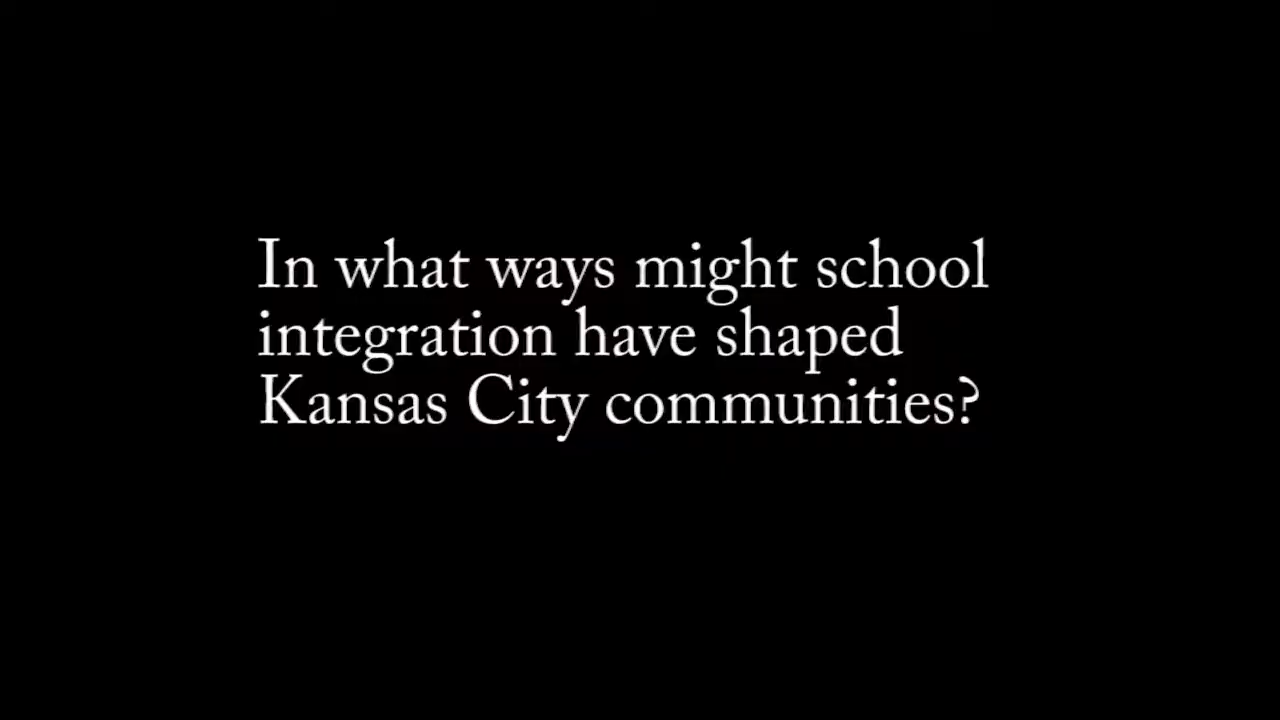 In what ways might school
integration have shaped
Kansas City communities?